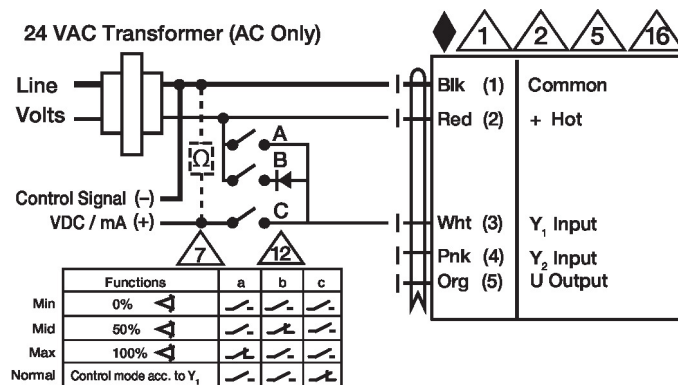 24 VAC Transformer (AC Only)
1 2 5 16
Line
Volts
Blk (1) Common
Red (2) + Hot
A
B
C
Ω
Control Signal (–)
VDC / mA (+)
Wht (3) Y1 Input
Pnk (4) Y2 Input
Org (5) U Output
7 12
Functions a b c
Min 0%
Mid 50%
Max 100%
Normal Control mode acc. to Y1